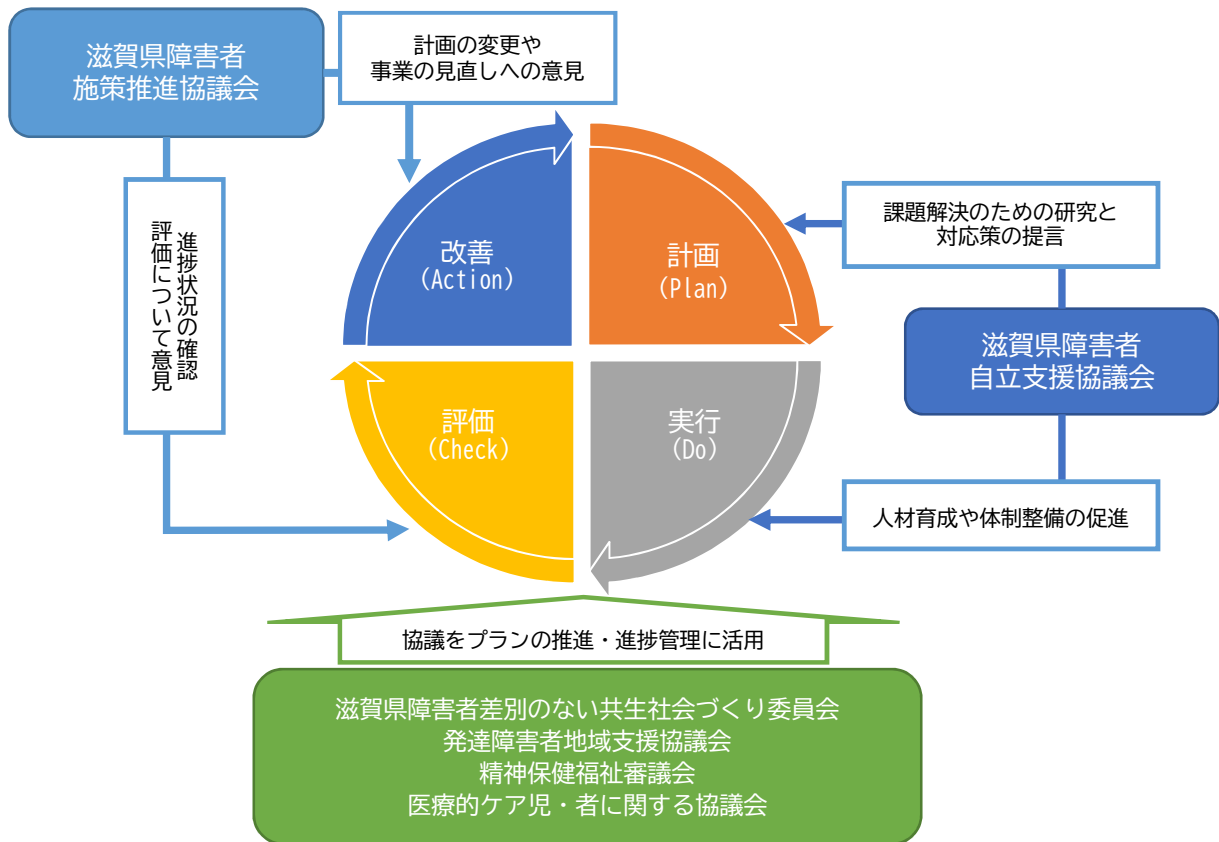 滋賀県障害者
施策推進協議会
計画の変更や
事業の見直しへの意見
進捗状況の確認
評価について意見
改善
(Action)
計画
(Plan)
評価
(Check)
実行
(Do)
課題解決のための研究と
対応策の提言
滋賀県障害者
自立支援協議会
人材育成や体制整備の促進
協議をプランの推進・進捗管理に活用
滋賀県障害者差別のない共生社会づくり委員会
発達障害者地域支援協議会
精神保健福祉審議会
医療的ケア児・者に関する協議会